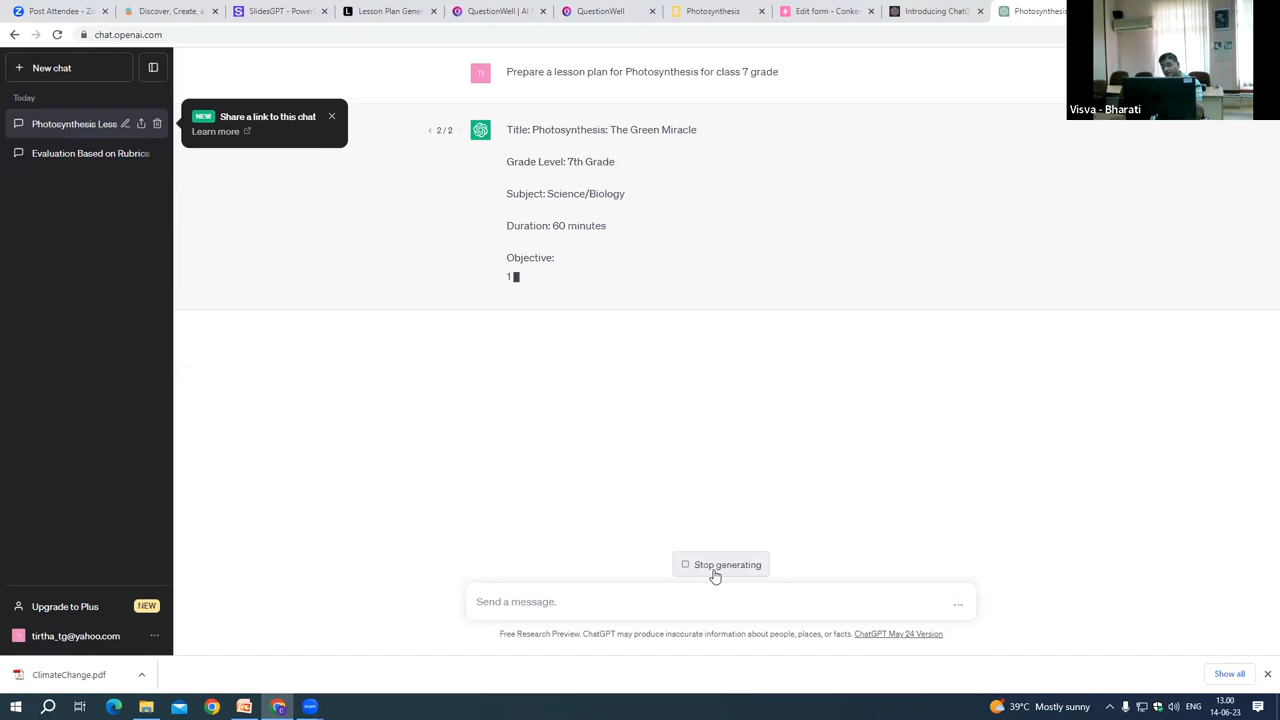 Post Attendee - Zo
Discover, Create, a
SlidesGPT - Powerl
Lesson Plan Gener
QuestionWell | AI
QuestionWell
Photosynthesis
Edit form - Conke
Introducing ChatG
Photosynthesis
chat.openai.com
New chat
11 Prepare a lesson plan for Photosynthesis for class 7 grade
Today
NEW Share a link to this chat
Learn more
Visva - Bharati
Photosynthesis Less
2/2 Title: Photosynthesis: The Green Miracle
Evaluation Based on Rubrics
Grade Level: 7th Grade
Subject: Science/Biology
Duration: 60 minutes
Objective:
1
Stop generating
Send a message.
Upgrade to Plus NEW
tirtha_tg@yahoo.com
Free Research Preview. ChatGPT may produce inaccurate information about people, places, or facts. ChatGPT May 24 Version
ClimateChange.pdf
Show all
39°C Mostly sunny
ENG
13.00
14-06-23